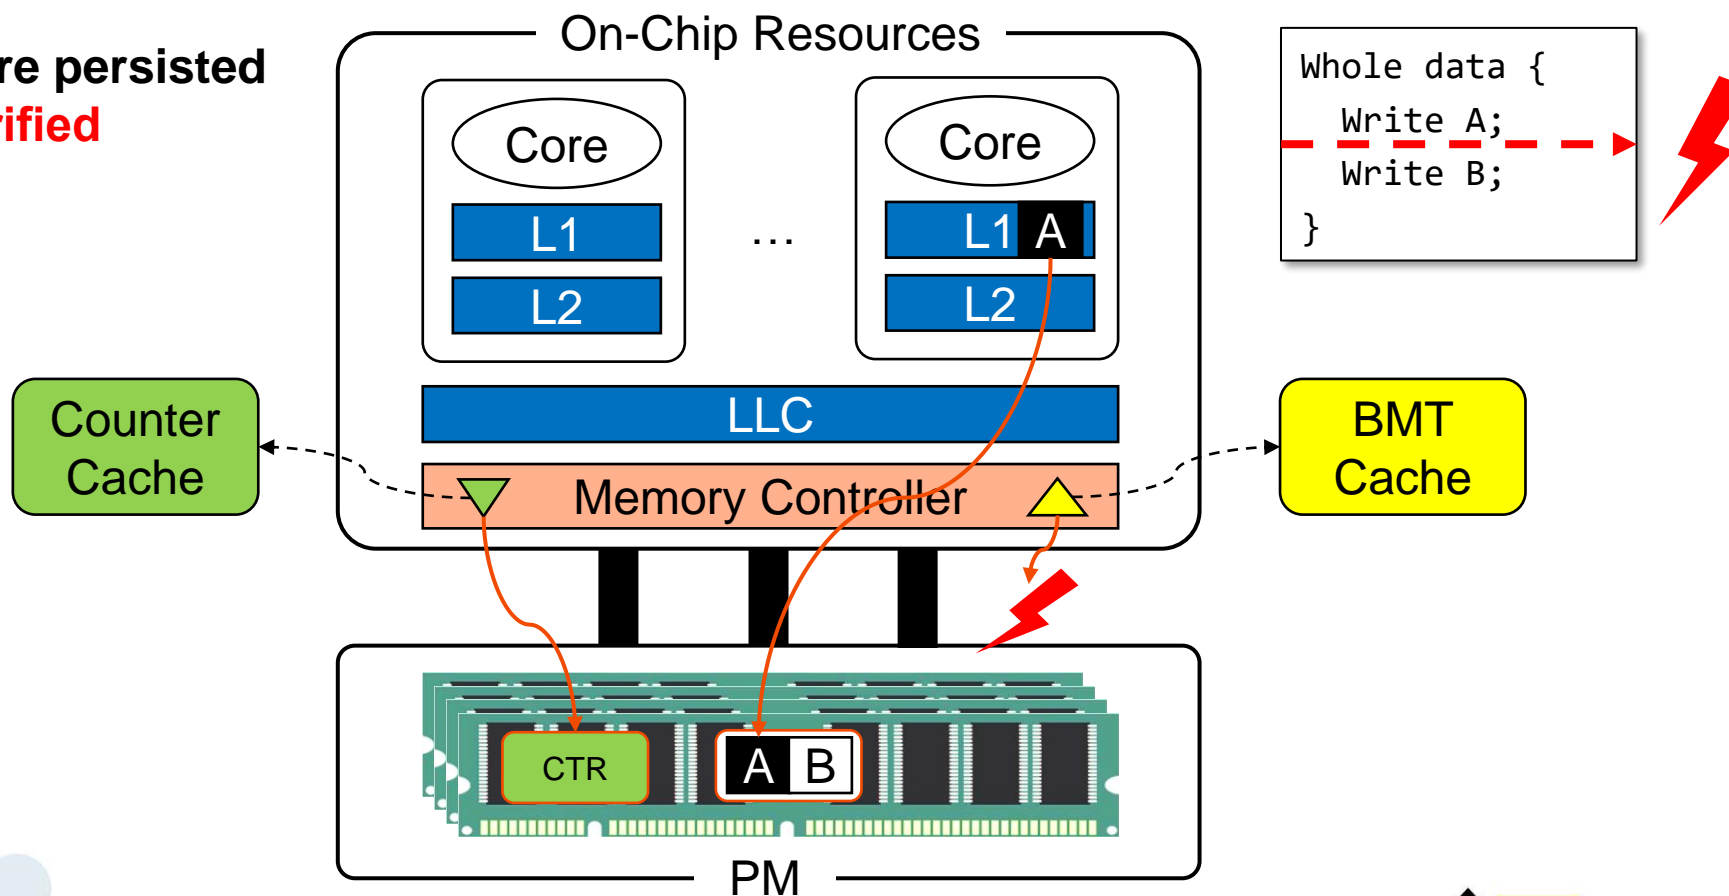 re persisted
rified
On-Chip Resources
Core
L1
L2
…
Core
L1 A
L2
LLC
Memory Controller
Counter
Cache
BMT
Cache
Whole data {
Write A;
Write B;
}
CTR
A B
PM